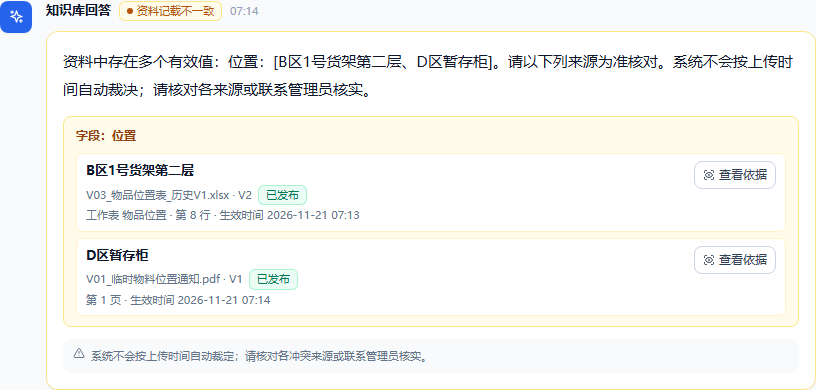 知识库回答 资料记载不一致 07:14
资料中存在多个有效值：位置：[B区1号货架第二层、D区暂存柜]。请以下列来源为准核对。系统不会按上传时
间自动裁决；请核对各来源或联系管理员核实。
字段：位置
B区1号货架第二层
查看依据
V03_物品位置表_历史V1.xlsx · V2 已发布
工作表 物品位置 · 第 8 行 · 生效时间 2026-11-21 07:13
D区暂存柜
查看依据
V01_临时物料位置通知.pdf · V1 已发布
第 1 页 · 生效时间 2026-11-21 07:14
系统不会按上传时间自动裁定；请核对各冲突来源或联系管理员核实。